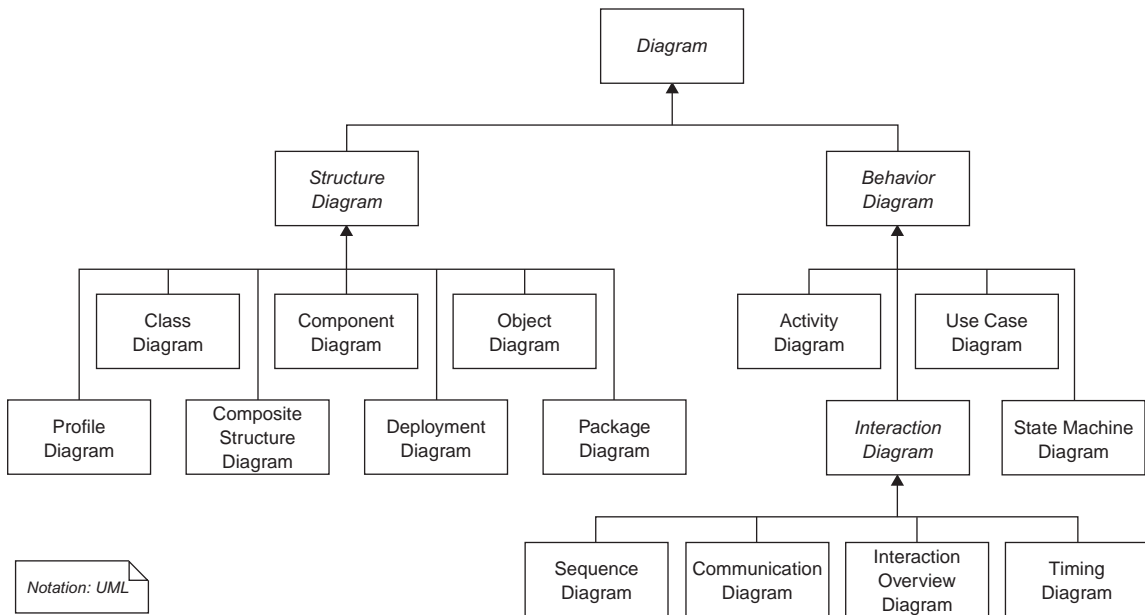 Diagram
Structure
Diagram
Behavior
Diagram
Class
Diagram
Component
Diagram
Object
Diagram
Activity
Diagram
Use Case
Diagram
Profile
Diagram
Composite
Structure
Diagram
Deployment
Diagram
Package
Diagram
Interaction
Diagram
State Machine
Diagram
Sequence
Diagram
Communication
Diagram
Interaction
Overview
Diagram
Timing
Diagram
Notation: UML